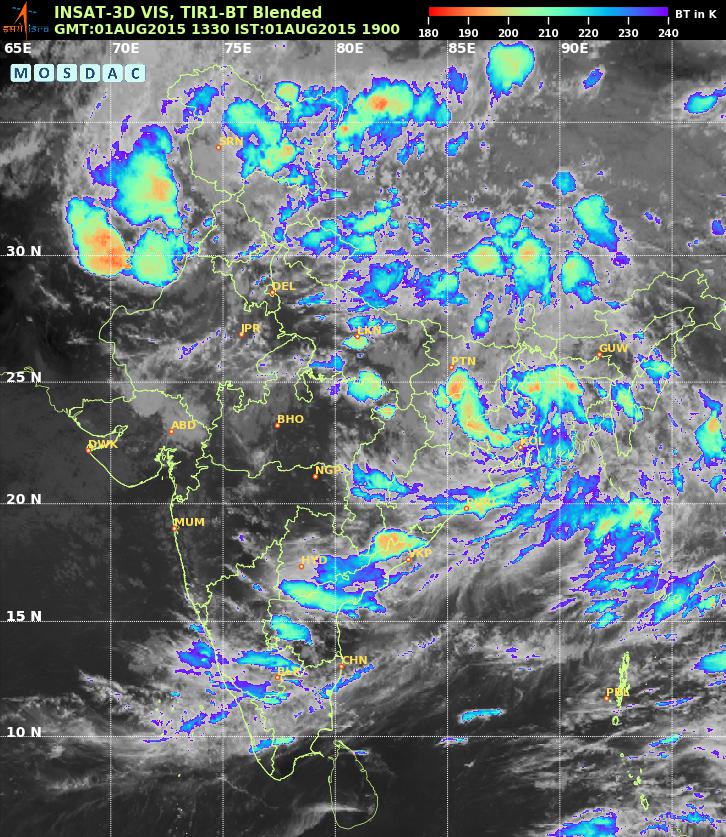 INSAT-3D VIS, TIR1-BT Blended
GMT:01AUG2015 1330 IST:01AUG2015 1900
BT in K
180 190 200 210 220 230 240
65E 70E 75E 80E 85E 90E
MOSDAC
SRN
30 N
DEL
JPR LKN
GUW
PTN
25 N
ABD BHO
DWK KOL
NGP
20 N
MUM
VKP
HYD
15 N
CHN
BLR
PBL
10 N